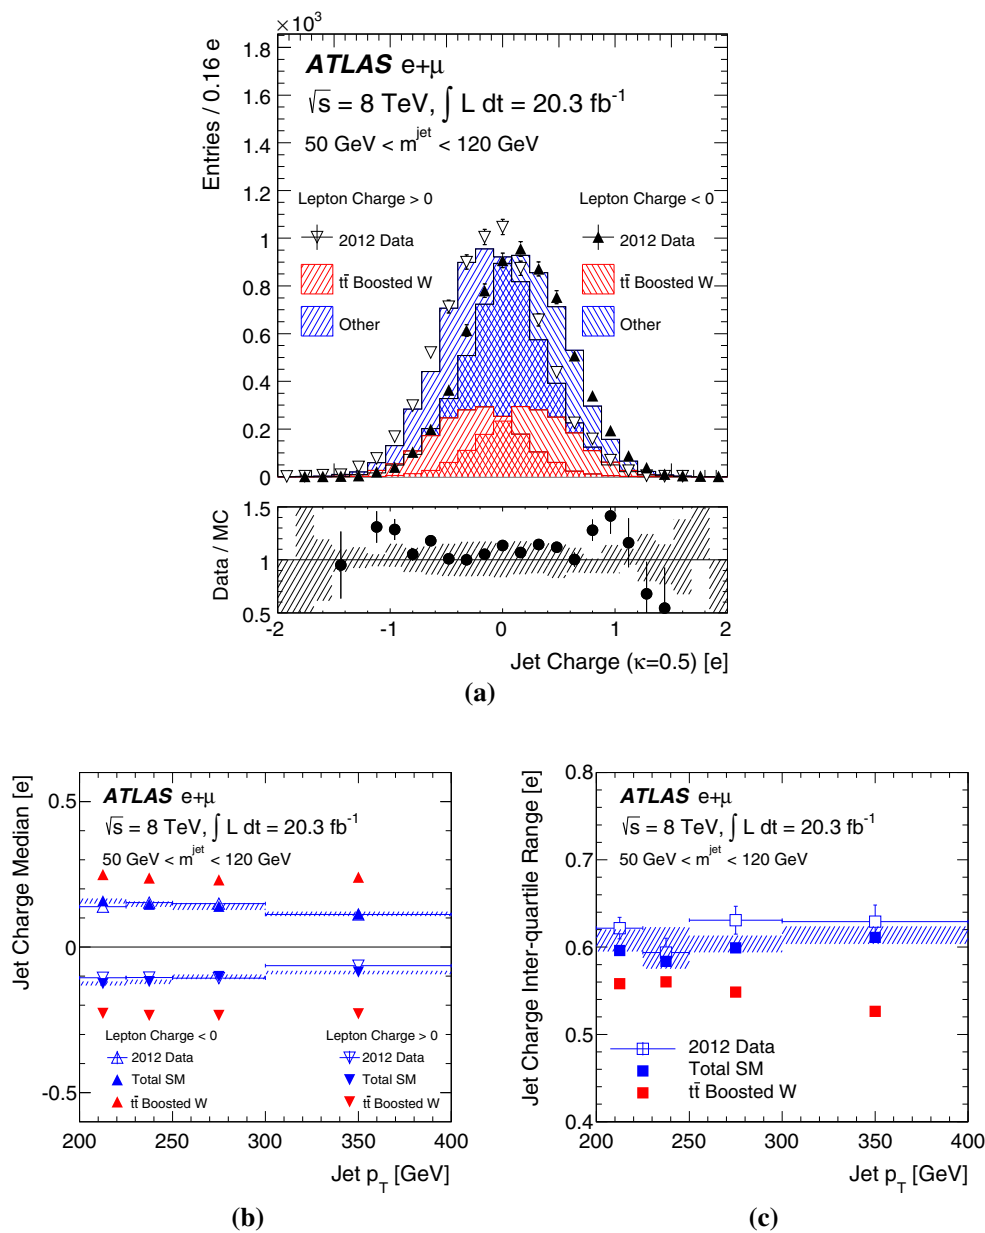 ×10³
Entries / 0.16 e
1.8
1.6
1.4
1.2
1
0.8
0.6
0.4
0.2
0
ATLAS e+μ
√s = 8 TeV, ∫ L dt = 20.3 fb⁻¹
50 GeV < m^jet < 120 GeV
Lepton Charge > 0
2012 Data
tt̄ Boosted W
Other
Lepton Charge < 0
2012 Data
tt̄ Boosted W
Other
Data / MC
1.5
1
0.5
-2 -1 0 1 2
Jet Charge (κ=0.5) [e]
(a)
Jet Charge Median [e]
0.5
0
-0.5
ATLAS e+μ
√s = 8 TeV, ∫ L dt = 20.3 fb⁻¹
50 GeV < m^jet < 120 GeV
Lepton Charge < 0
2012 Data
Total SM
tt̄ Boosted W
Lepton Charge > 0
2012 Data
Total SM
tt̄ Boosted W
200 250 300 350 400
Jet p_T [GeV]
(b)
Jet Charge Inter-quartile Range [e]
0.8
0.7
0.6
0.5
0.4
ATLAS e+μ
√s = 8 TeV, ∫ L dt = 20.3 fb⁻¹
50 GeV < m^jet < 120 GeV
2012 Data
Total SM
tt̄ Boosted W
200 250 300 350 400
Jet p_T [GeV]
(c)